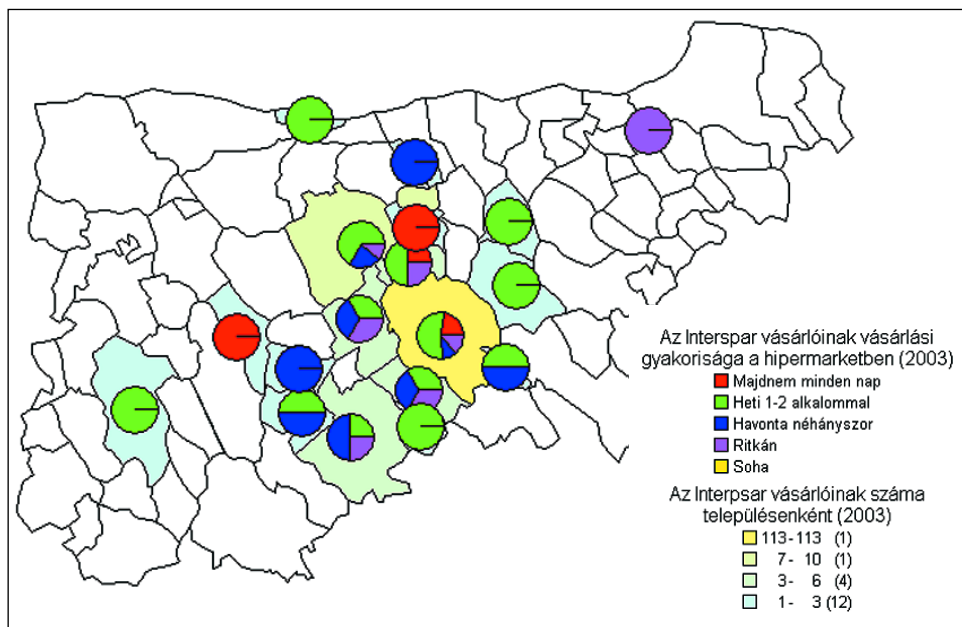 Az Interspar vásárlóinak vásárlási
gyakorisága a hipermarketben (2003)
Majdnem minden nap
Heti 1-2 alkalommal
Havonta néhányszor
Ritkán
Soha
Az Interpsar vásárlóinak száma
településenként (2003)
113 - 113 (1)
7 - 10 (1)
3 - 6 (4)
1 - 3 (12)